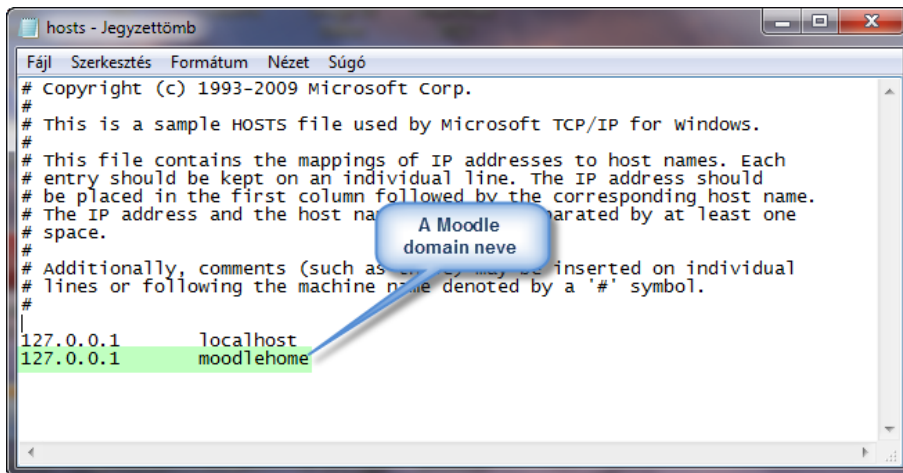 hosts - Jegyzettömb
Fájl Szerkesztés Formátum Nézet Súgó
# Copyright (c) 1993-2009 Microsoft Corp.
#
# This is a sample HOSTS file used by Microsoft TCP/IP for Windows.
#
# This file contains the mappings of IP addresses to host names. Each
# entry should be kept on an individual line. The IP address should
# be placed in the first column followed by the corresponding host name.
# The IP address and the host parated by at least one
# space.
#
# Additionally, comments (such as inserted on individual
# lines or following the machine name denoted by a '#' symbol.
#
127.0.0.1 localhost
127.0.0.1 moodlehome
A Moodle
domain neve